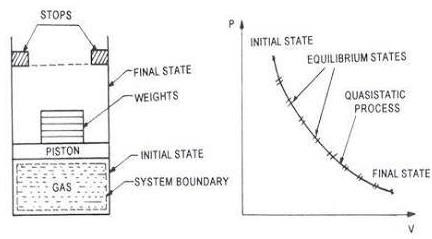 STOPS
FINAL STATE
WEIGHTS
PISTON
INITIAL STATE
GAS
SYSTEM BOUNDARY
P
INITIAL STATE
EQUILIBRIUM STATES
QUASISTATIC
PROCESS
FINAL STATE
V